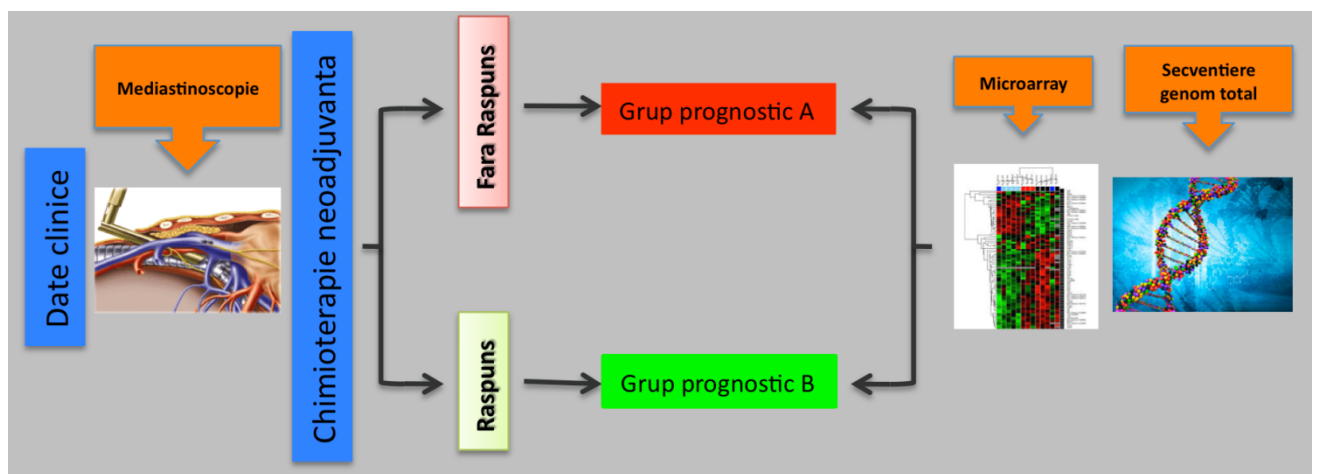 Date clinice
Mediastinoscopie
Chimioterapie neoadjuvanta
Fara Raspuns
Raspuns
Grup prognostic A
Grup prognostic B
Microarray
Secventiere
genom total